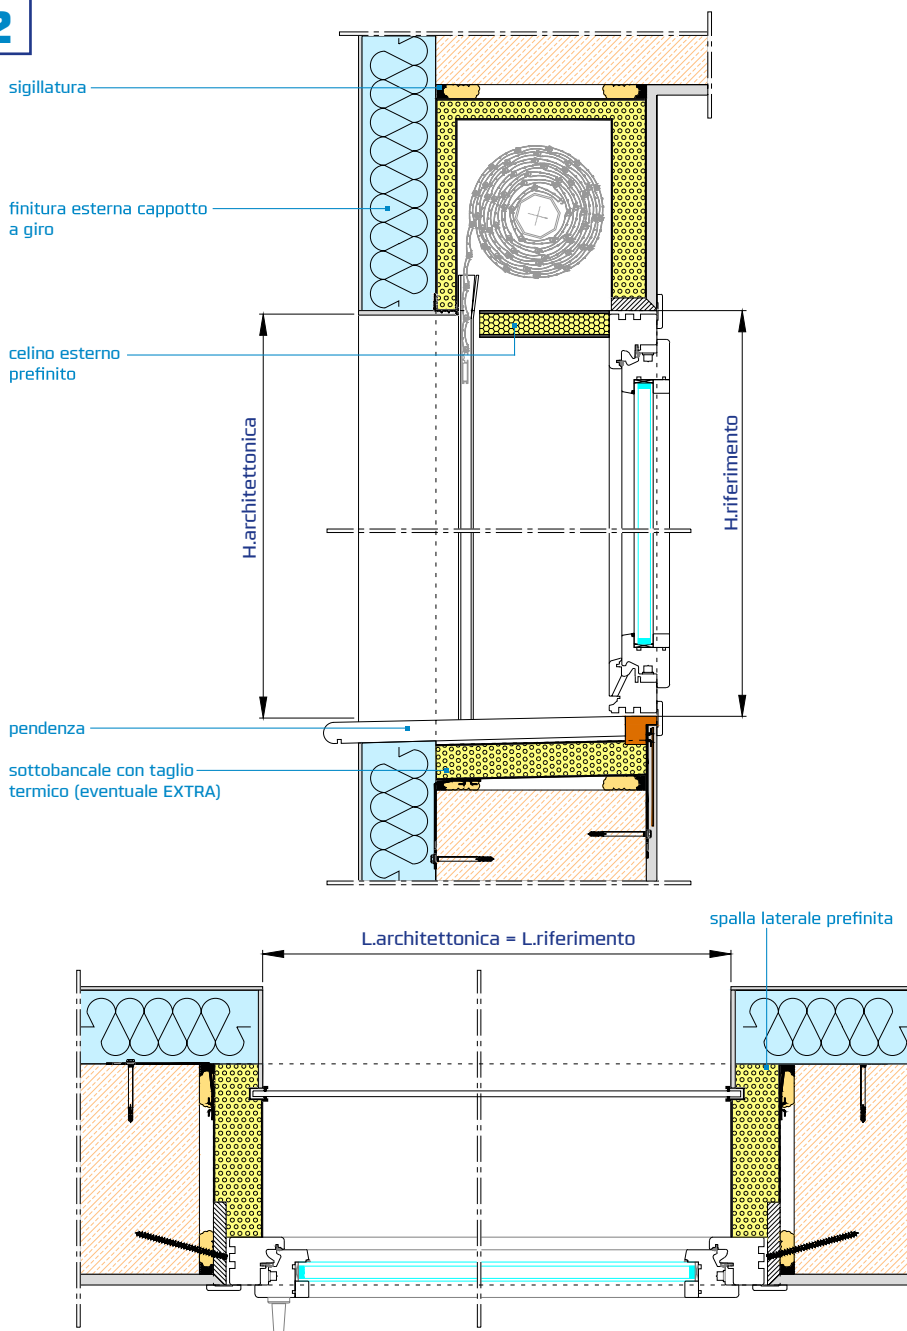 2
sigillatura
finitura esterna cappotto
a giro
celino esterno
prefinito
H.architettonica
H.riferimento
pendenza
sottobancale con taglio
termico (eventuale EXTRA)
spalla laterale prefinita
L.architettonica = L.riferimento